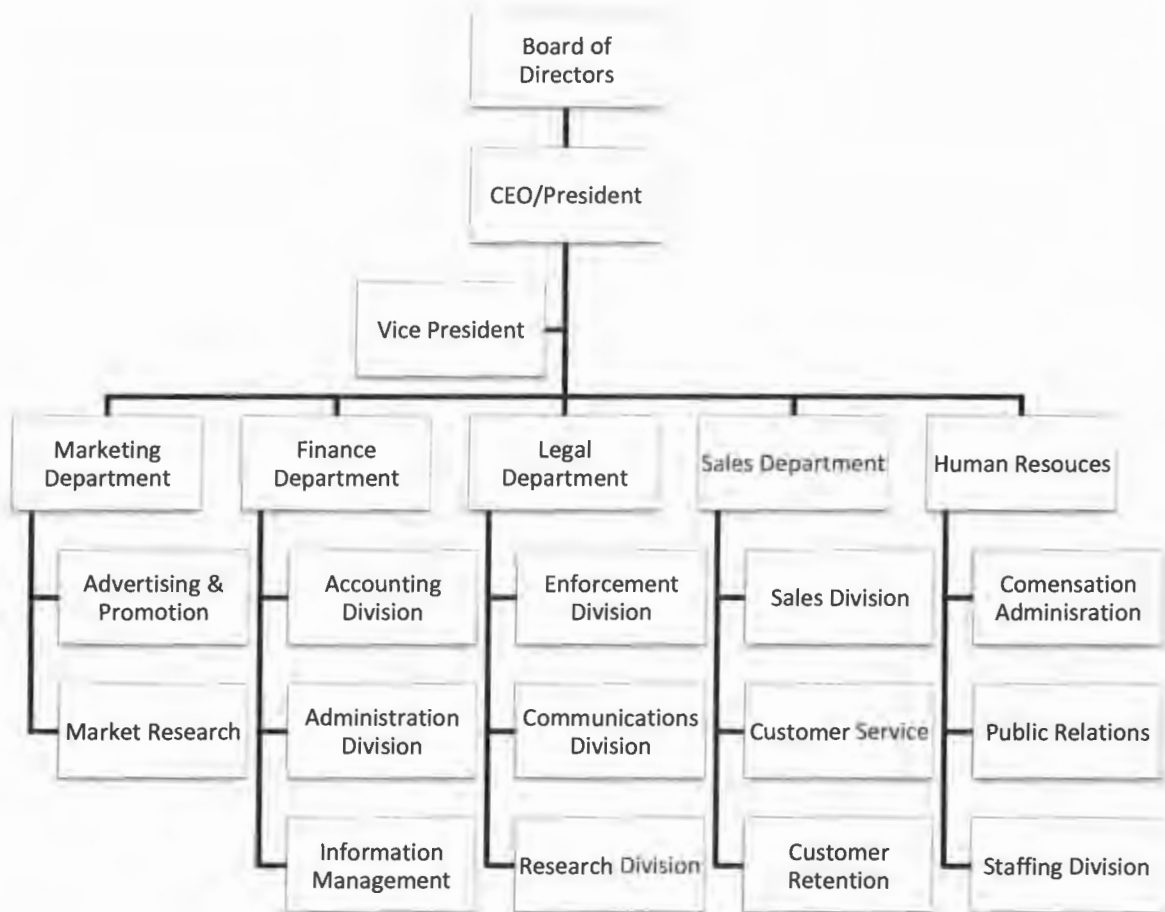 Board of
Directors
CEO/President
Vice President
Marketing
Department
Finance
Department
Legal
Department
Sales Department
Human Resouces
Advertising &
Promotion
Accounting
Division
Enforcement
Division
Sales Division
Comensation
Adminisration
Market Research
Administration
Division
Communications
Division
Customer Service
Public Relations
Information
Management
Research Division
Customer
Retention
Staffing Division